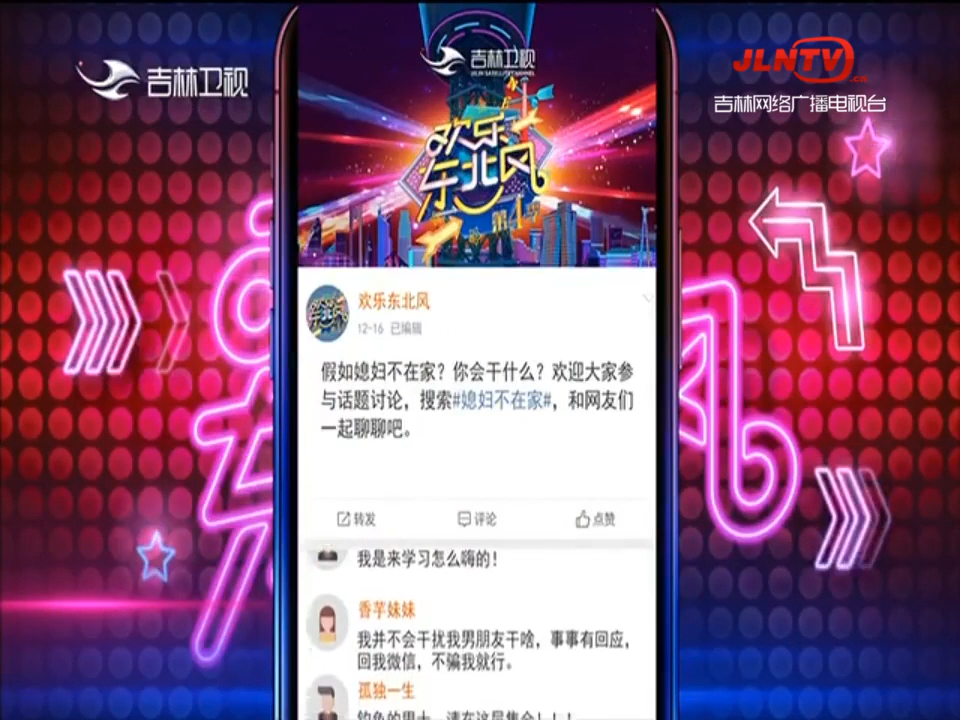 吉林卫视
JLNTV.cn
吉林网络广播电视台
吉林卫视
JILIN SATELLITE CHANNEL
欢乐
东北风
欢乐东北风
12-16 已编辑
假如媳妇不在家？你会干什么？欢迎大家参
与话题讨论，搜索#媳妇不在家#，和网友们
一起聊聊吧。
转发
评论
点赞
我是来学习怎么嗨的！
香芋妹妹
我并不会干扰我男朋友干啥，事事有回应，
回我微信，不骗我就行。
孤独一生